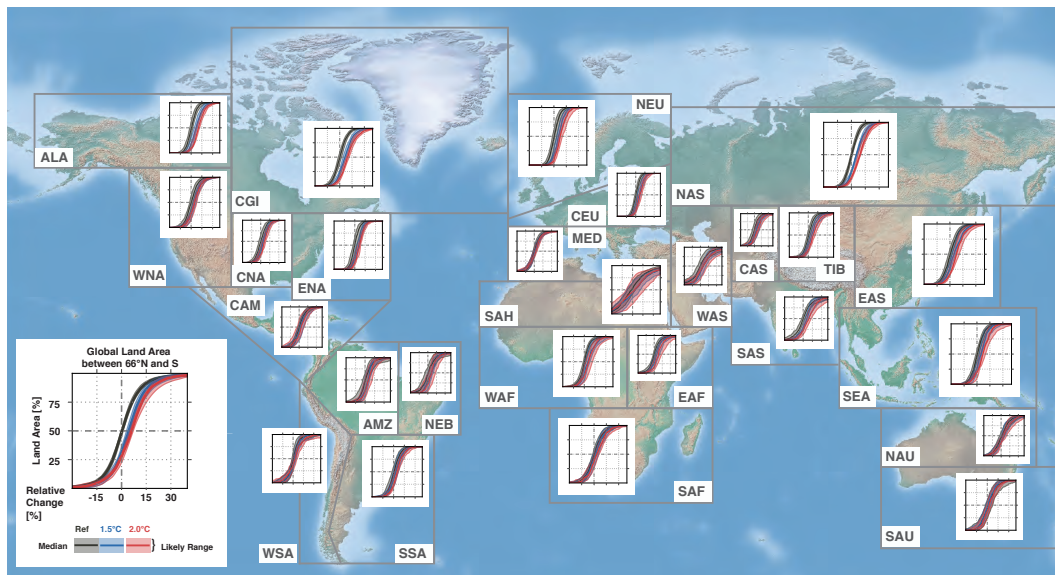 NEU
ALA
CGI
NAS
CEU
MED
WNA
CNA
ENA
CAS
TIB
CAM
EAS
SAH
WAS
SAS
WAF
EAF
SEA
AMZ
NEB
NAU
SAF
SAU
WSA
SSA
Global Land Area
between 66°N and S
Land Area [%]
75
50
25
Relative
Change
[%]
-15 0 15 30
Ref 1.5°C 2.0°C
Median } Likely Range